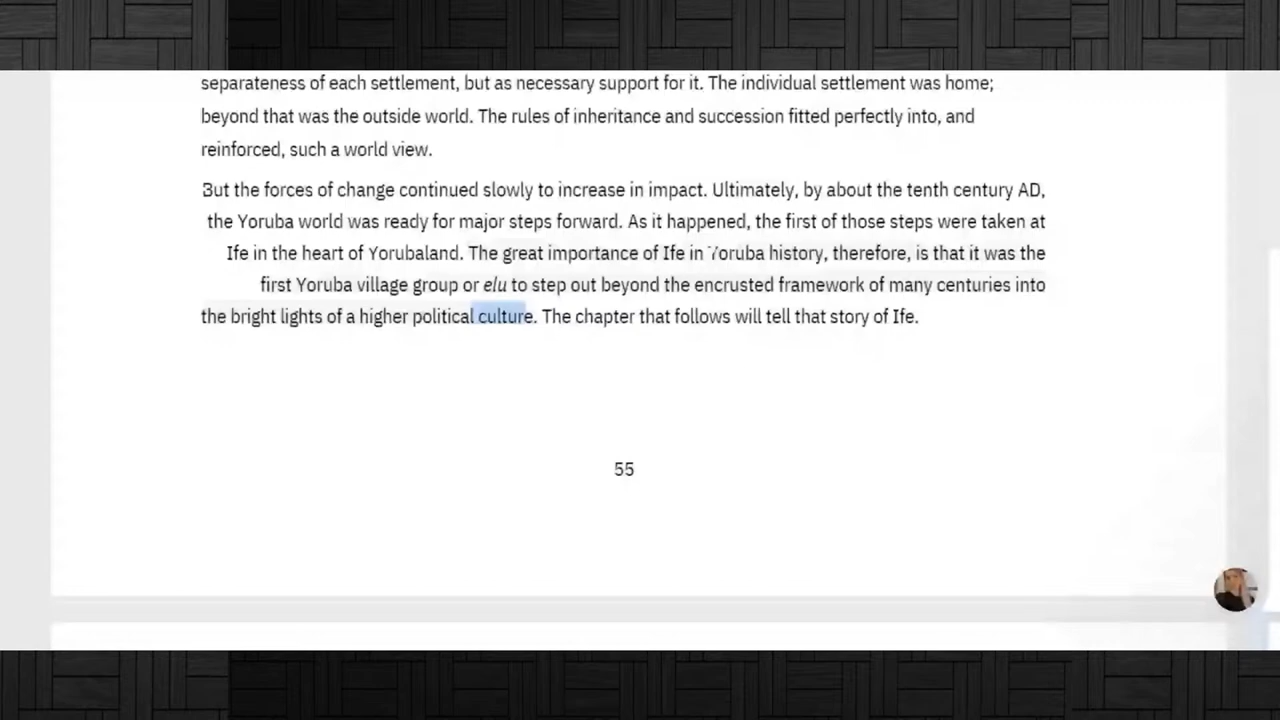 separateness of each settlement, but as necessary support for it. The individual settlement was home;
beyond that was the outside world. The rules of inheritance and succession fitted perfectly into, and
reinforced, such a world view.
But the forces of change continued slowly to increase in impact. Ultimately, by about the tenth century AD,
the Yoruba world was ready for major steps forward. As it happened, the first of those steps were taken at
Ife in the heart of Yorubaland. The great importance of Ife in Yoruba history, therefore, is that it was the
first Yoruba village group or elu to step out beyond the encrusted framework of many centuries into
the bright lights of a higher political culture. The chapter that follows will tell that story of Ife.
55